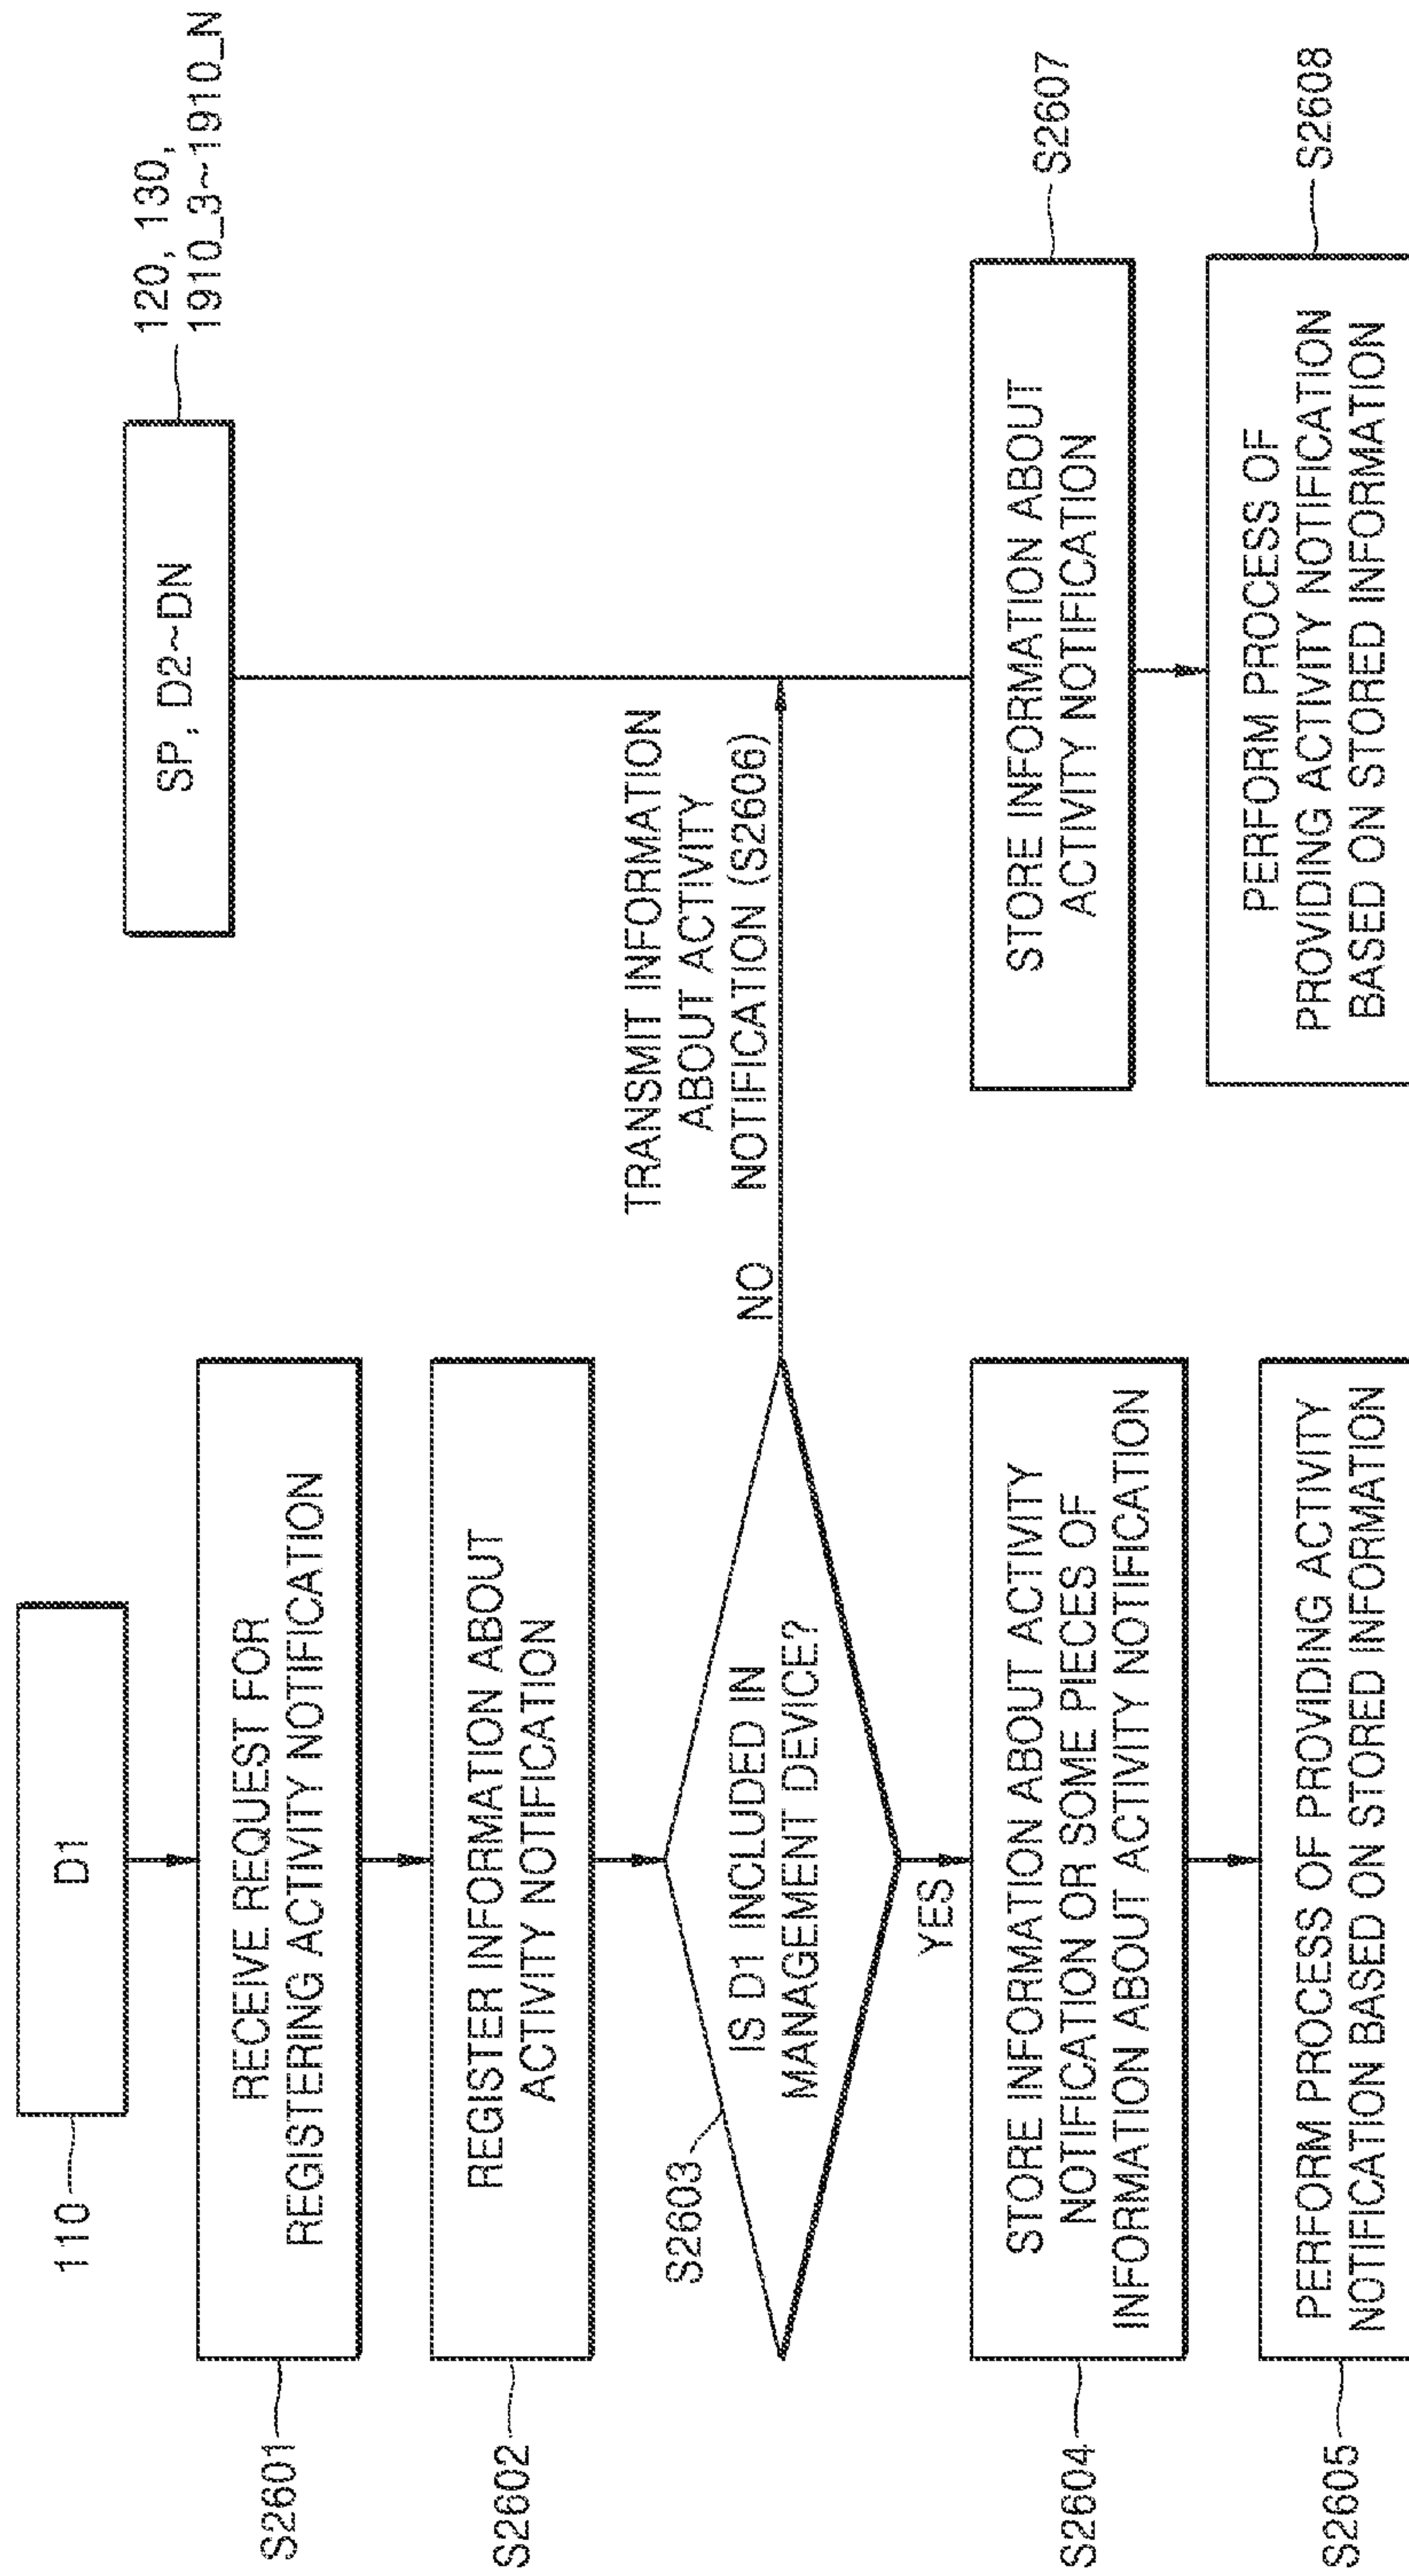 110
D1
120, 130,
1910_3~1910_N
SP, D2~DN
S2601
RECEIVE REQUEST FOR
REGISTERING ACTIVITY NOTIFICATION
S2602
REGISTER INFORMATION ABOUT
ACTIVITY NOTIFICATION
S2603
IS D1 INCLUDED IN
MANAGEMENT DEVICE?
NO
TRANSMIT INFORMATION
ABOUT ACTIVITY
NOTIFICATION (S2606)
YES
S2604
STORE INFORMATION ABOUT ACTIVITY
NOTIFICATION OR SOME PIECES OF
INFORMATION ABOUT ACTIVITY NOTIFICATION
S2607
STORE INFORMATION ABOUT
ACTIVITY NOTIFICATION
S2605
PERFORM PROCESS OF PROVIDING ACTIVITY
NOTIFICATION BASED ON STORED INFORMATION
S2608
PERFORM PROCESS OF
PROVIDING ACTIVITY NOTIFICATION
BASED ON STORED INFORMATION